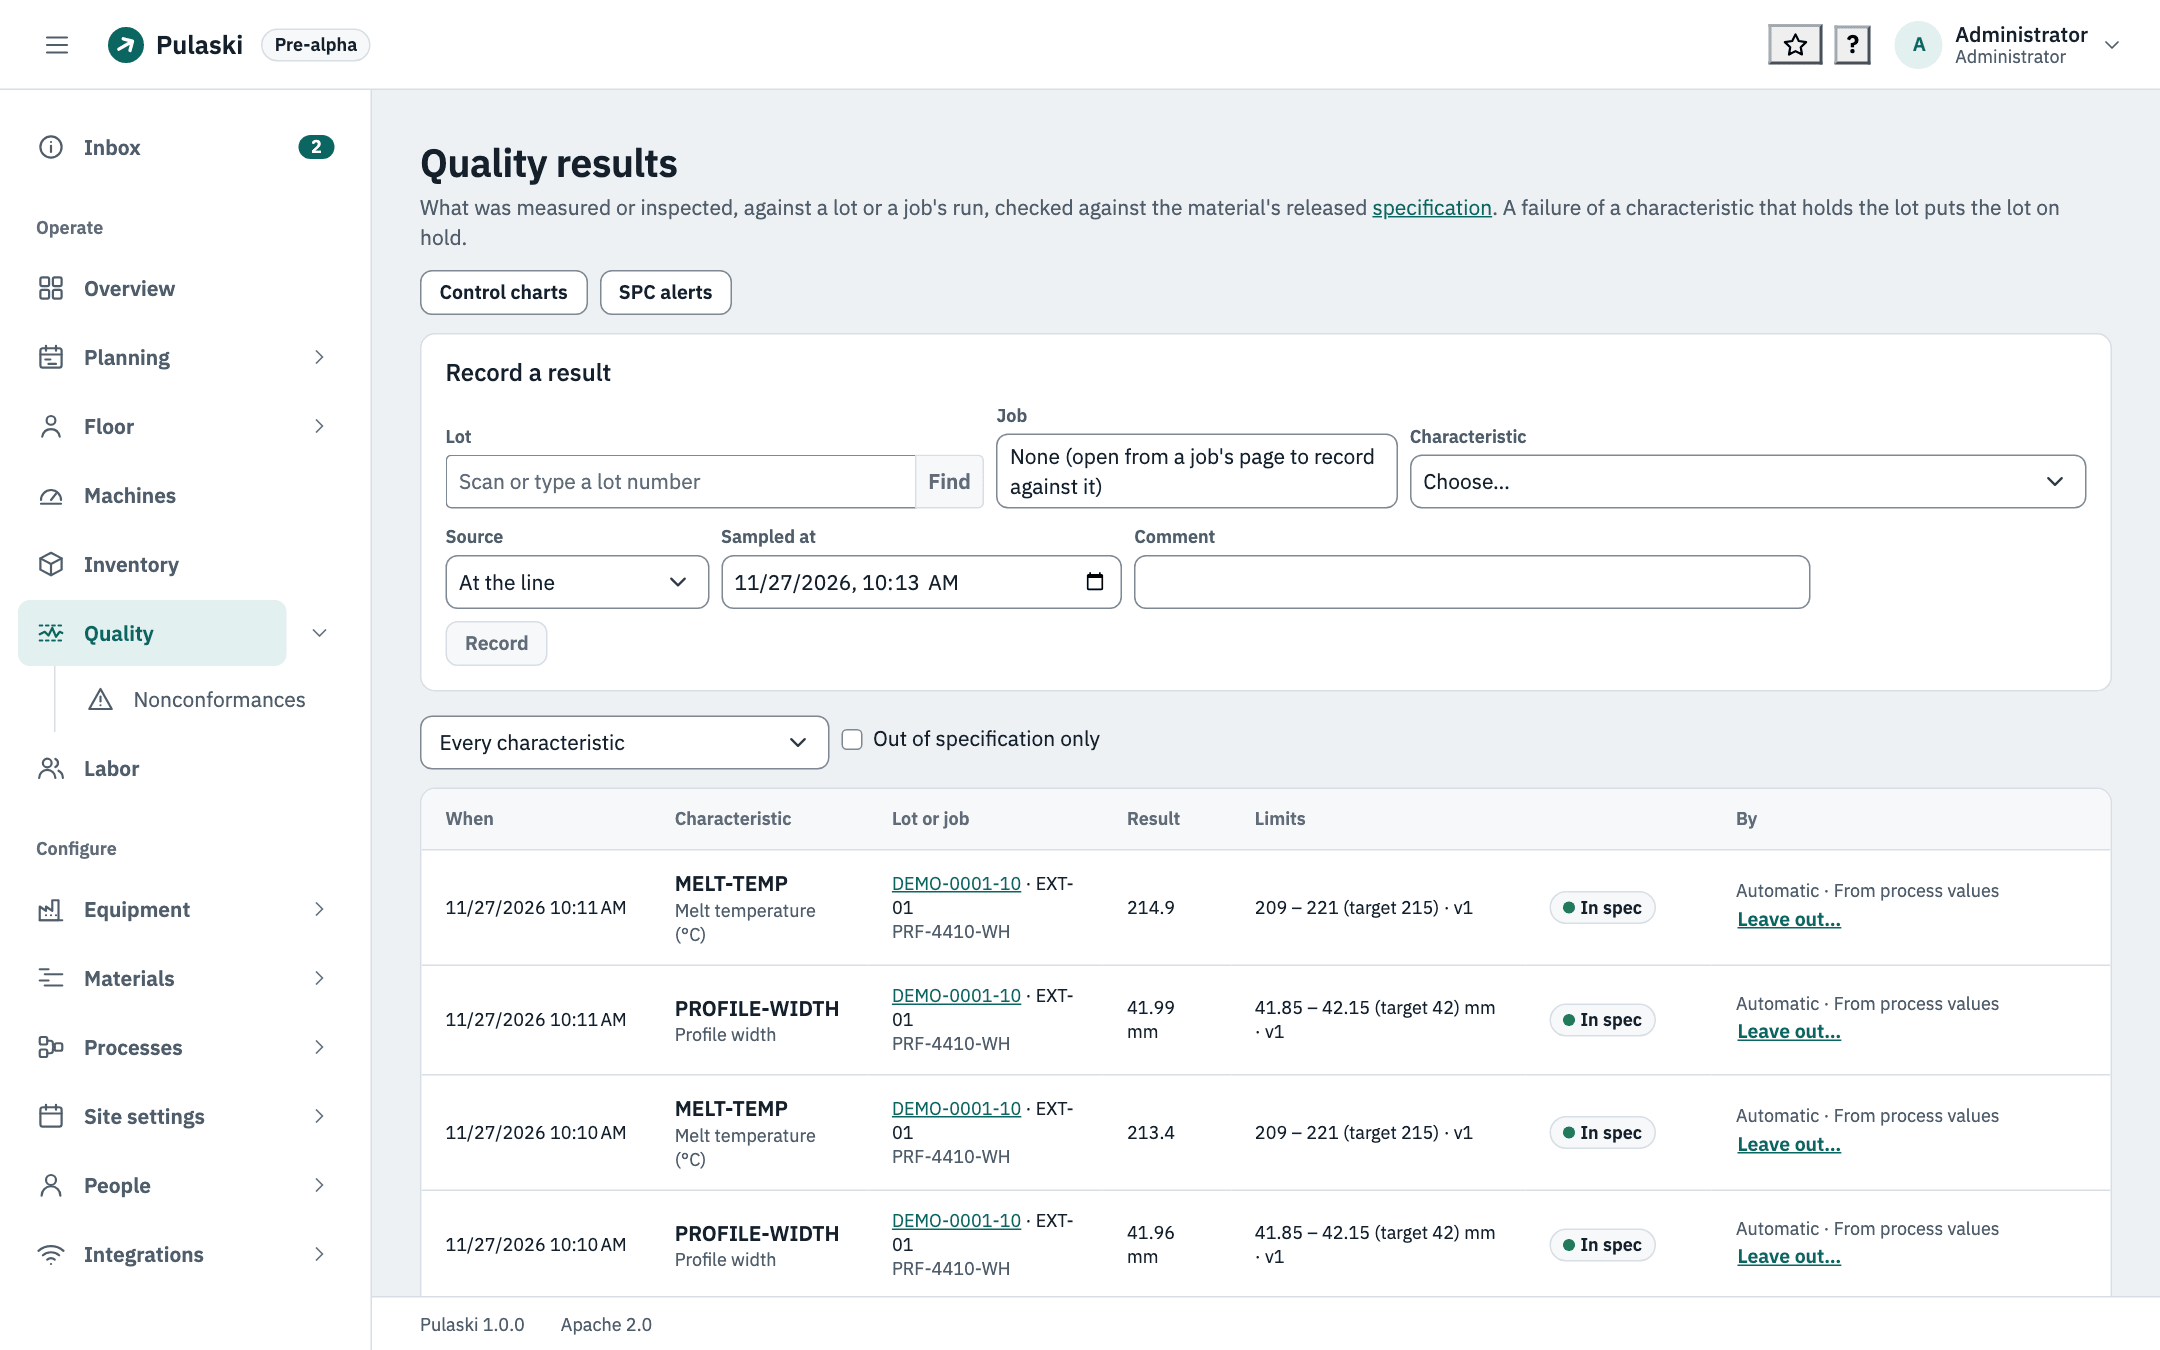 Pulaski
Pre-alpha
?
A
Administrator
Administrator
Inbox
2
Operate
Overview
Planning
Floor
Machines
Inventory
Quality
Nonconformances
Labor
Configure
Equipment
Materials
Processes
Site settings
People
Integrations
Quality results
What was measured or inspected, against a lot or a job's run, checked against the material's released specification. A failure of a characteristic that holds the lot puts the lot on
hold.
Control charts
SPC alerts
Record a result
Lot
Scan or type a lot number
Find
Job
None (open from a job's page to record
against it)
Characteristic
Choose...
Source
At the line
Sampled at
11/27/2026, 10:13 AM
Comment
Record
Every characteristic
Out of specification only
When
Characteristic
Lot or job
Result
Limits
By
11/27/2026 10:11 AM
MELT-TEMP
Melt temperature
(°C)
DEMO-0001-10 · EXT-
01
PRF-4410-WH
214.9
209 – 221 (target 215) · v1
In spec
Automatic · From process values
Leave out...
11/27/2026 10:11 AM
PROFILE-WIDTH
Profile width
DEMO-0001-10 · EXT-
01
PRF-4410-WH
41.99
mm
41.85 – 42.15 (target 42) mm
· v1
In spec
Automatic · From process values
Leave out...
11/27/2026 10:10 AM
MELT-TEMP
Melt temperature
(°C)
DEMO-0001-10 · EXT-
01
PRF-4410-WH
213.4
209 – 221 (target 215) · v1
In spec
Automatic · From process values
Leave out...
11/27/2026 10:10 AM
PROFILE-WIDTH
Profile width
DEMO-0001-10 · EXT-
01
PRF-4410-WH
41.96
mm
41.85 – 42.15 (target 42) mm
· v1
In spec
Automatic · From process values
Leave out...
Pulaski 1.0.0
Apache 2.0